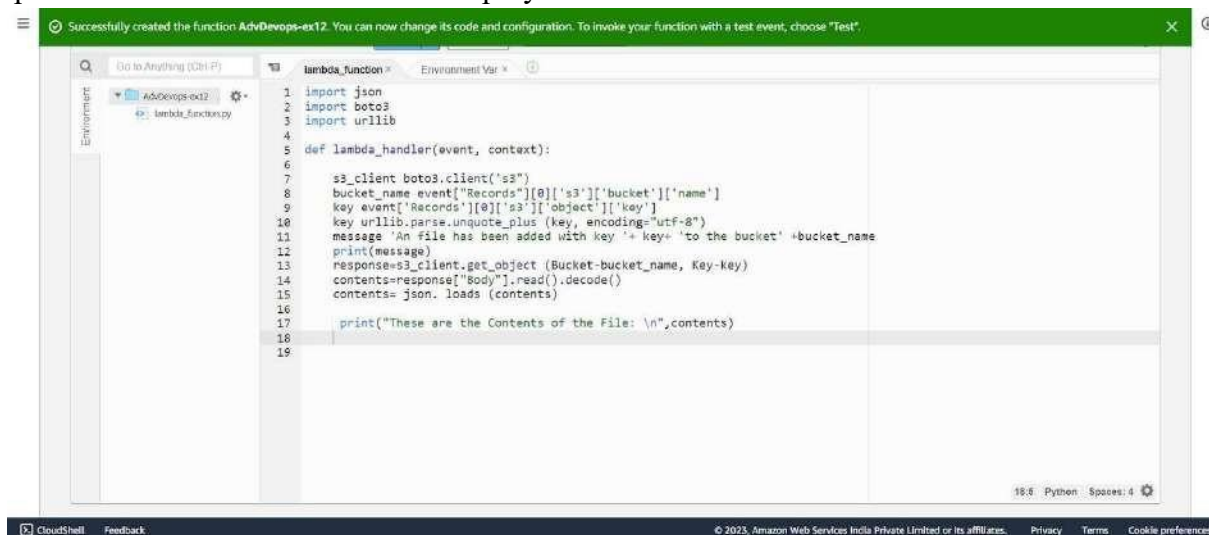 Successfully created the function AdvDevops-ex12. You can now change its code and configuration. To invoke your function with a test event, choose "Test".
Go to Anything (Ctrl-P)
lambda_function
Environment Var
Environment
AdvDevops-ex12
lambda_function.py
1 import json
2 import boto3
3 import urllib
4
5 def lambda_handler(event, context):
6
7 s3_client boto3.client('s3")
8 bucket_name event["Records"][0]['s3']['bucket']['name']
9 key event['Records'][0]['s3']['object']['key']
10 key urllib.parse.unquote_plus (key, encoding="utf-8")
11 message 'An file has been added with key '+ key+ 'to the bucket' +bucket_name
12 print(message)
13 response=s3_client.get_object (Bucket-bucket_name, Key-key)
14 contents=response["Body"].read().decode()
15 contents= json. loads (contents)
16
17 print("These are the Contents of the File: \n",contents)
18
19
Python Spaces: 4
CloudShell Feedback © 2023, Amazon Web Services India Private Limited or its affiliates. Privacy Terms Cookie preferences